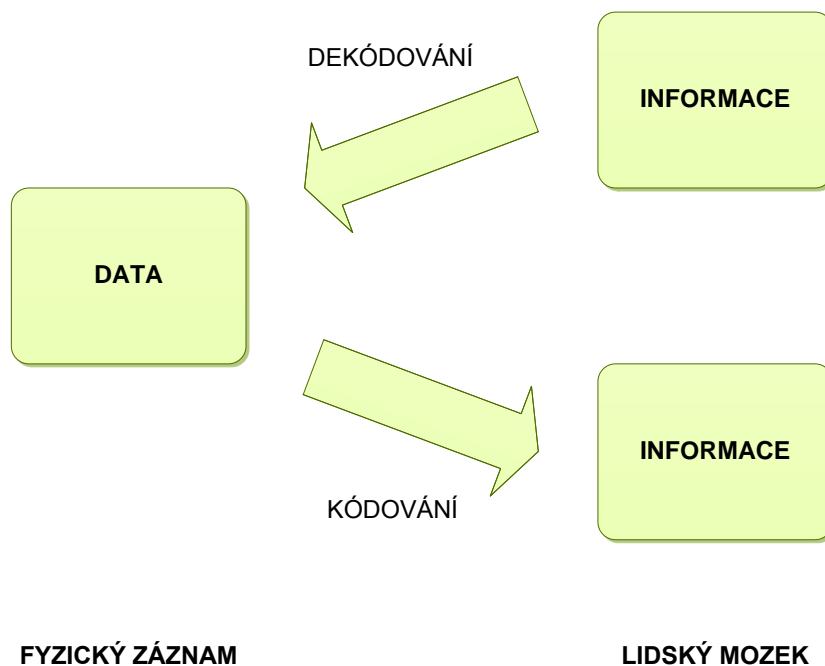 DEKÓDOVÁNÍ
INFORMACE
DATA
INFORMACE
KÓDOVÁNÍ
FYZICKÝ ZÁZNAM
LIDSKÝ MOZEK